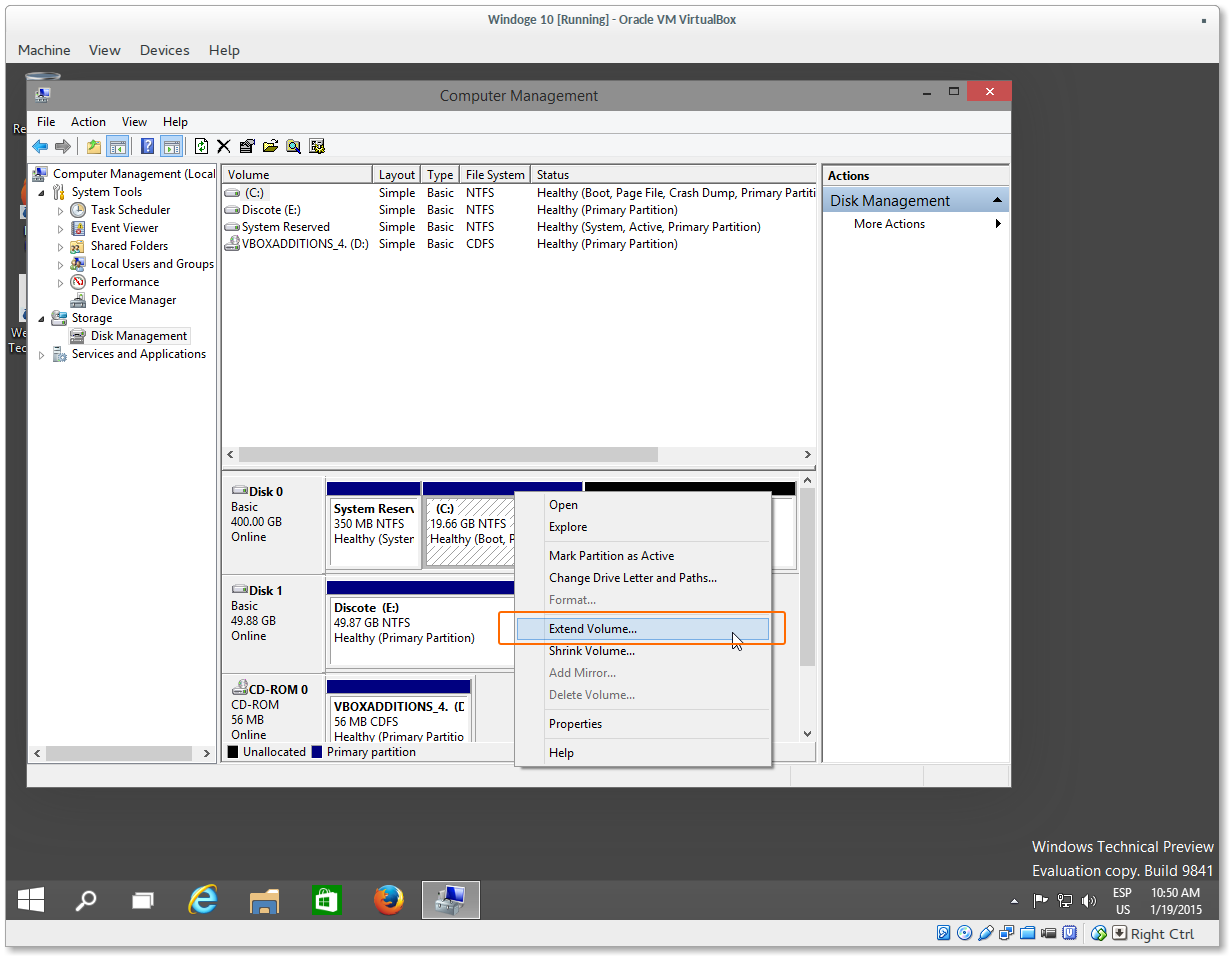 Windoge 10 [Running] - Oracle VM VirtualBox
Machine View Devices Help
Computer Management
File Action View Help
Computer Management (Local
System Tools
Task Scheduler
Event Viewer
Shared Folders
Local Users and Groups
Performance
Device Manager
Storage
Disk Management
Services and Applications
Volume Layout Type File System Status
(C:) Simple Basic NTFS Healthy (Boot, Page File, Crash Dump, Primary Partiti
Discote (E:) Simple Basic NTFS Healthy (Primary Partition)
System Reserved Simple Basic NTFS Healthy (System, Active, Primary Partition)
VBOXADDITIONS_4. (D:) Simple Basic CDFS Healthy (Primary Partition)
Actions
Disk Management
More Actions
Disk 0
Basic
400.00 GB
Online
System Reserv
350 MB NTFS
Healthy (System
(C:)
19.66 GB NTFS
Healthy (Boot, P
Disk 1
Basic
49.88 GB
Online
Discote (E:)
49.87 GB NTFS
Healthy (Primary Partition)
CD-ROM 0
CD-ROM
56 MB
Online
VBOXADDITIONS_4. (D
56 MB CDFS
Healthy (Primary Partitio
Unallocated Primary partition
Open
Explore
Mark Partition as Active
Change Drive Letter and Paths...
Format...
Extend Volume...
Shrink Volume...
Add Mirror...
Delete Volume...
Properties
Help
Re
We
Tec
Windows Technical Preview
Evaluation copy. Build 9841
ESP
US
10:50 AM
1/19/2015
Right Ctrl